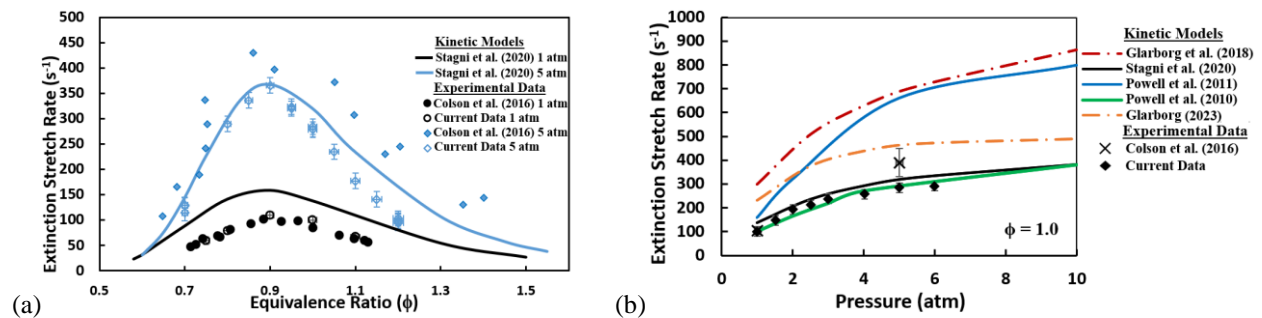 500
450
400
350
300
250
200
150
100
50
0
Extinction Stretch Rate (s⁻¹)
0.5 0.7 0.9 1.1 1.3 1.5
Equivalence Ratio (ϕ)
Kinetic Models
Stagni et al. (2020) 1 atm
Stagni et al. (2020) 5 atm
Experimental Data
Colson et al. (2016) 1 atm
Current Data 1 atm
Colson et al. (2016) 5 atm
Current Data 5 atm
(a)
1000
900
800
700
600
500
400
300
200
100
0
Extinction Stretch Rate (s⁻¹)
0 2 4 6 8 10
Pressure (atm)
ϕ = 1.0
Kinetic Models
Glarborg et al. (2018)
Stagni et al. (2020)
Powell et al. (2011)
Powell et al. (2010)
Glarborg (2023)
Experimental Data
Colson et al. (2016)
Current Data
(b)